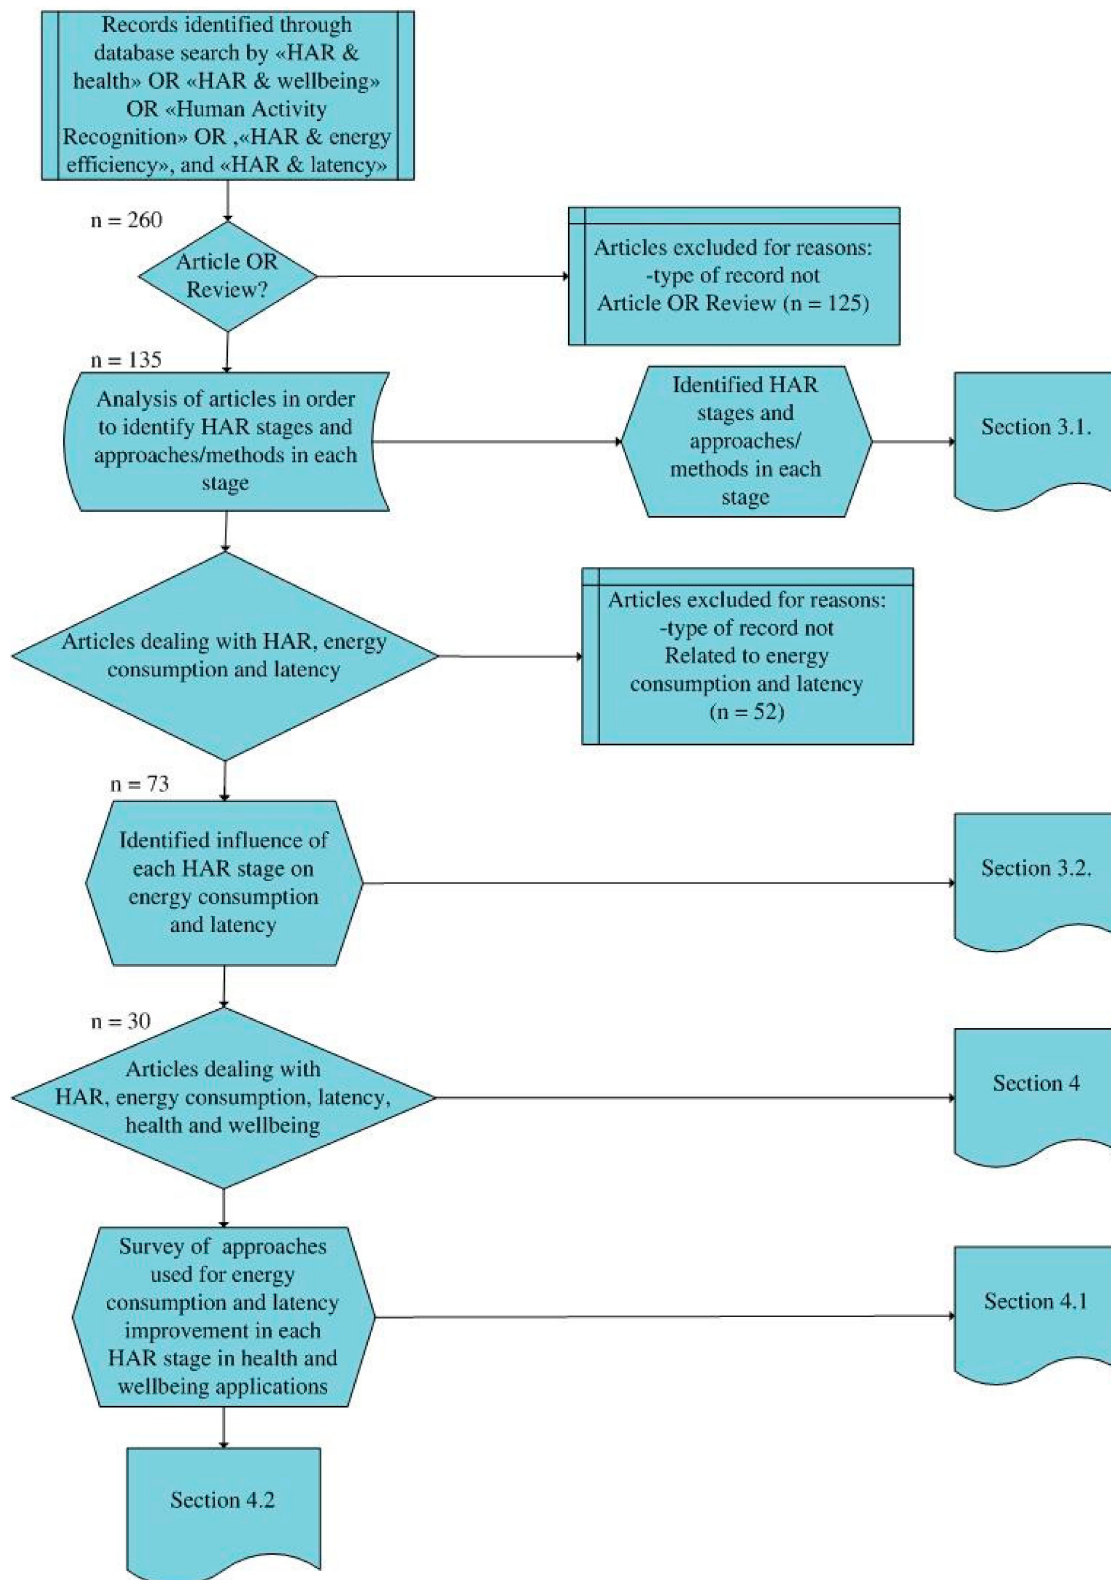 Records identified through
database search by «HAR &
health» OR «HAR & wellbeing»
OR «Human Activity
Recognition» OR ,«HAR & energy
efficiency», and «HAR & latency»
n = 260
Article OR
Review?
Articles excluded for reasons:
-type of record not
Article OR Review (n = 125)
n = 135
Analysis of articles in order
to identify HAR stages and
approaches/methods in each
stage
Identified HAR
stages and
approaches/
methods in each
stage
Section 3.1.
Articles dealing with HAR, energy
consumption and latency
Articles excluded for reasons:
-type of record not
Related to energy
consumption and latency
(n = 52)
n = 73
Identified influence of
each HAR stage on
energy consumption
and latency
Section 3.2.
n = 30
Articles dealing with
HAR, energy consumption, latency,
health and wellbeing
Section 4
Survey of approaches
used for energy
consumption and latency
improvement in each
HAR stage in health and
wellbeing applications
Section 4.1
Section 4.2